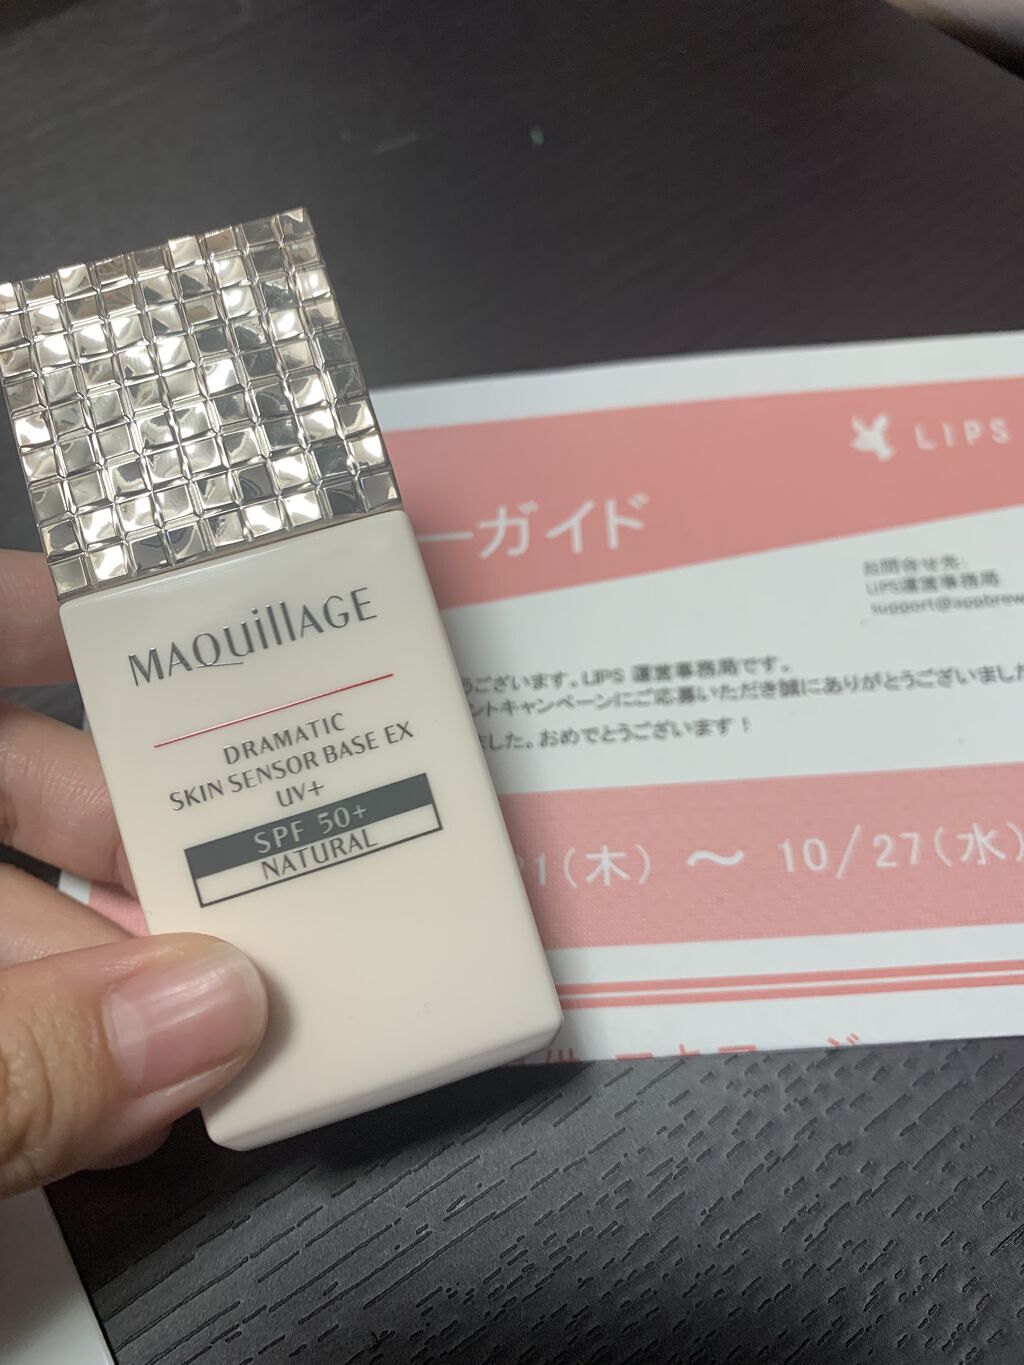 MAQuillAGE
DRAMATIC
SKIN SENSOR BASE EX
UV+
SPF 50+
NATURAL
LIPS
ーガイド
お問合せ先:
LIPS運営事務局
support@appbrew
うございます。LIPS 運営事務局です。
ントキャンペーンにご応募いただき誠にありがとうございました
ました。おめでとうございます！
1(木) ～ 10/27(水)